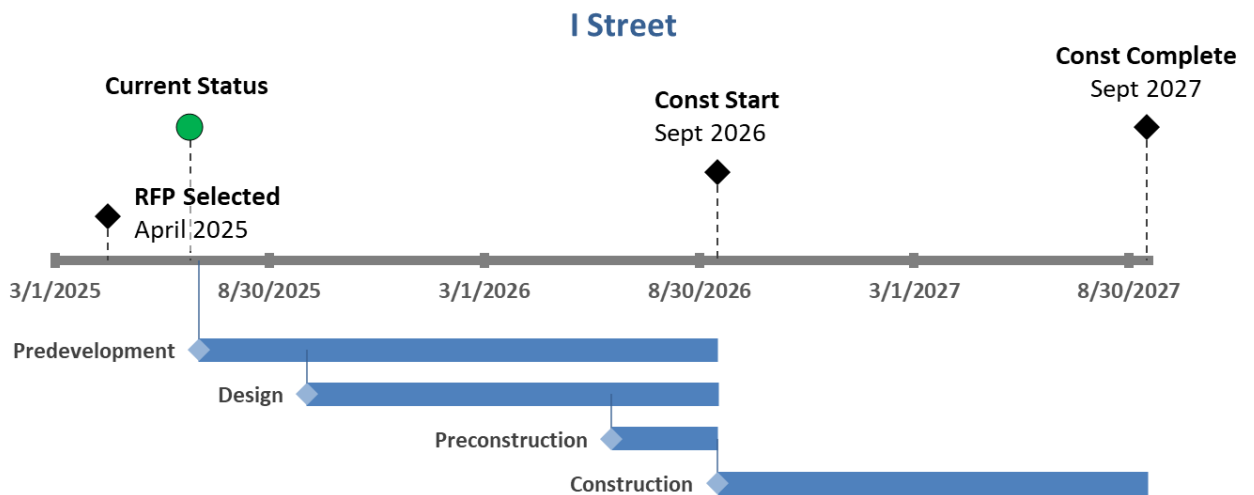 I Street
Current Status
Const Complete
Sept 2027
Const Start
Sept 2026
RFP Selected
April 2025
3/1/2025
8/30/2025
3/1/2026
8/30/2026
3/1/2027
8/30/2027
Predevelopment
Design
Preconstruction
Construction